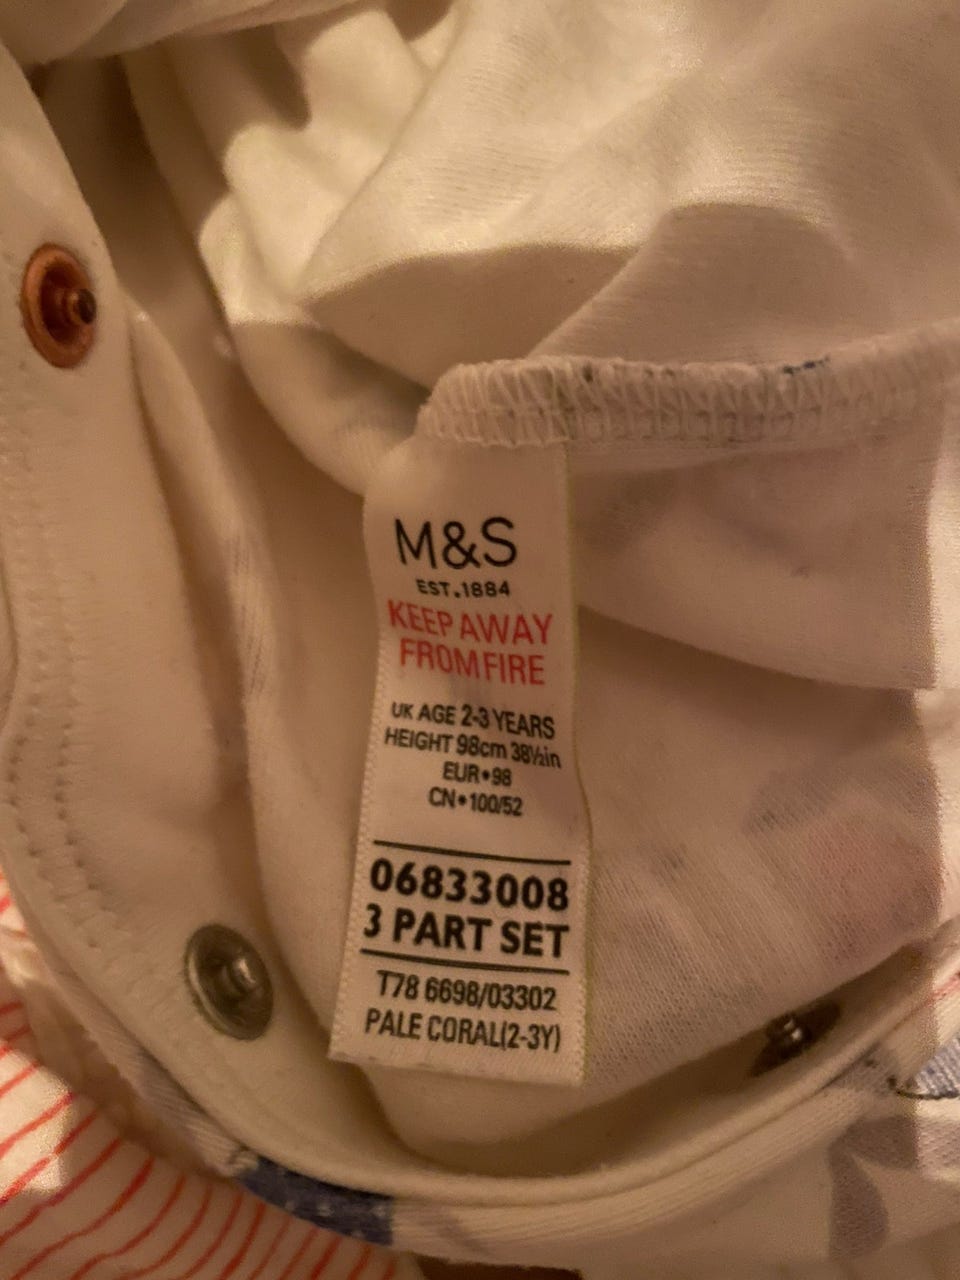 M&S
EST.1884
KEEP AWAY
FROM FIRE
UK AGE 2-3 YEARS
HEIGHT 98cm 38½in
EUR•98
CN•100/52
06833008
3 PART SET
T78 6698/03302
PALE CORAL(2-3Y)